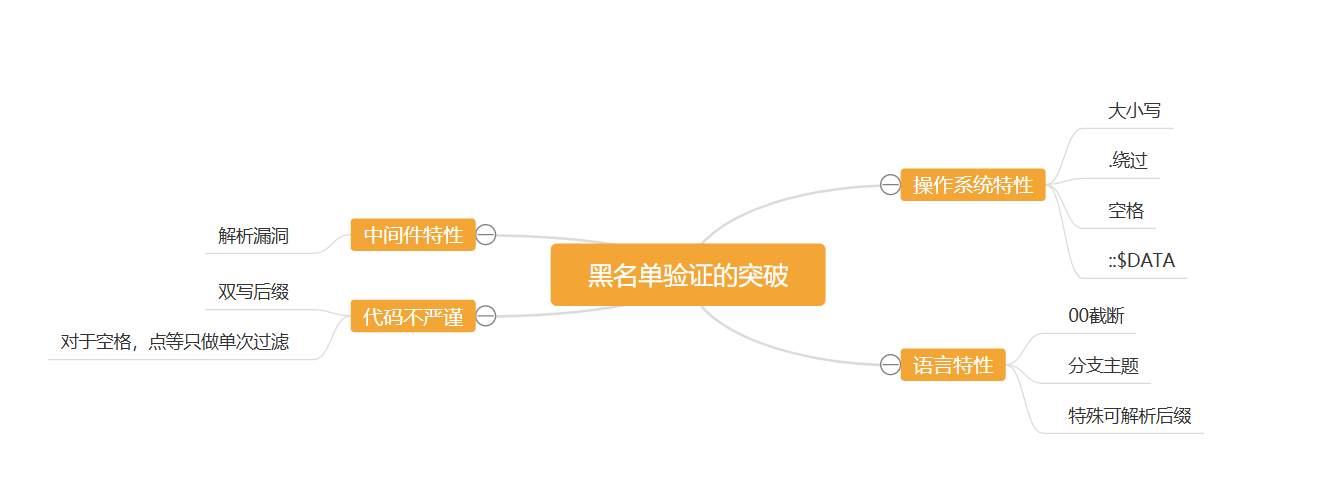 黑名单验证的突破
操作系统特性
大小写
.绕过
空格
::$DATA
语言特性
00截断
分支主题
特殊可解析后缀
中间件特性
解析漏洞
代码不严谨
双写后缀
对于空格，点等只做单次过滤